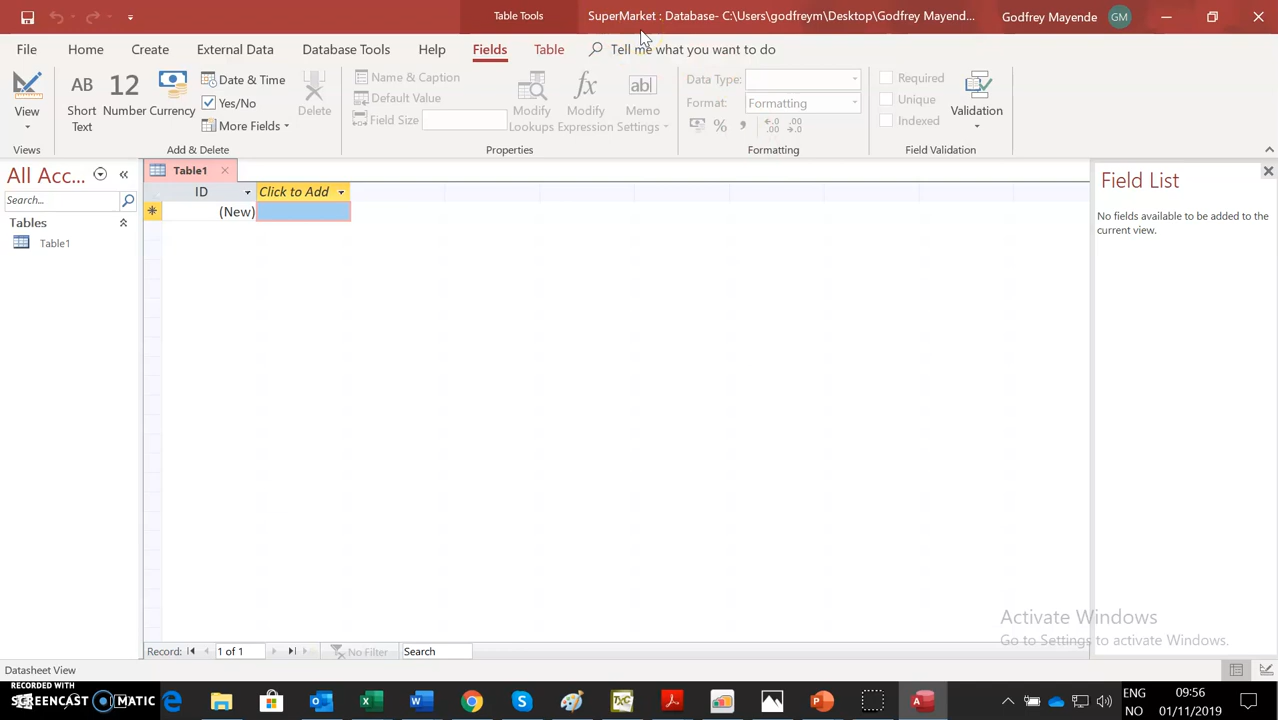 Table Tools
SuperMarket : Database- C:\Users\godfreym\Desktop\Godfrey Mayend...
Godfrey Mayende
GM
File
Home
Create
External Data
Database Tools
Help
Fields
Table
Tell me what you want to do
View
Views
AB
Short
Text
12
Number
Currency
Date & Time
Yes/No
More Fields
Delete
Add & Delete
Name & Caption
Default Value
Field Size
Modify
Lookups
fx
Modify
Expression
ab
Memo
Settings
Properties
Data Type:
Format:
Formatting
%
Formatting
Required
Unique
Indexed
Validation
Field Validation
All Acc...
Search...
Tables
Table1
Table1
ID
Click to Add
(New)
Field List
No fields available to be added to the
current view.
Activate Windows
Go to Settings to activate Windows.
Record:
1 of 1
No Filter
Search
Datasheet View
RECORDED WITH
SCREENCAST
MATIC
ENG
NO
09:56
01/11/2019